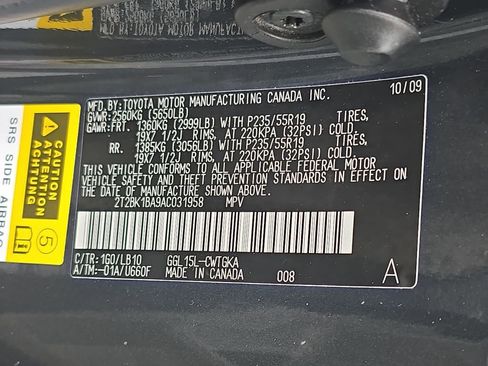 MFD.BY:TOYOTA MOTOR MANUFACTURING CANADA INC. 10/09
GVWR:2560KG (5650LB)
GAWR:FRT. 1360KG (2999LB) WITH P235/55R19 TIRES,
19X7 1/2J RIMS, AT 220KPA (32PSI) COLD.
RR. 1385KG (3056LB) WITH P235/55R19 TIRES,
19X7 1/2J RIMS, AT 220KPA (32PSI) COLD.
THIS VEHICLE CONFORMS TO ALL APPLICABLE FEDERAL MOTOR
VEHICLE SAFETY AND THEFT PREVENTION STANDARDS IN EFFECT
ON THE DATE OF MANUFACTURE SHOWN ABOVE.
2T2BK1BA9AC031958 MPV
C/TR:1G0/LB10 GGL15L-CWTGKA
A/TM:-01A/U660F MADE IN CANADA 008 A
CAUTION
ACHTUNG
ATTENTION
5
SRS SIDE AIRBAG